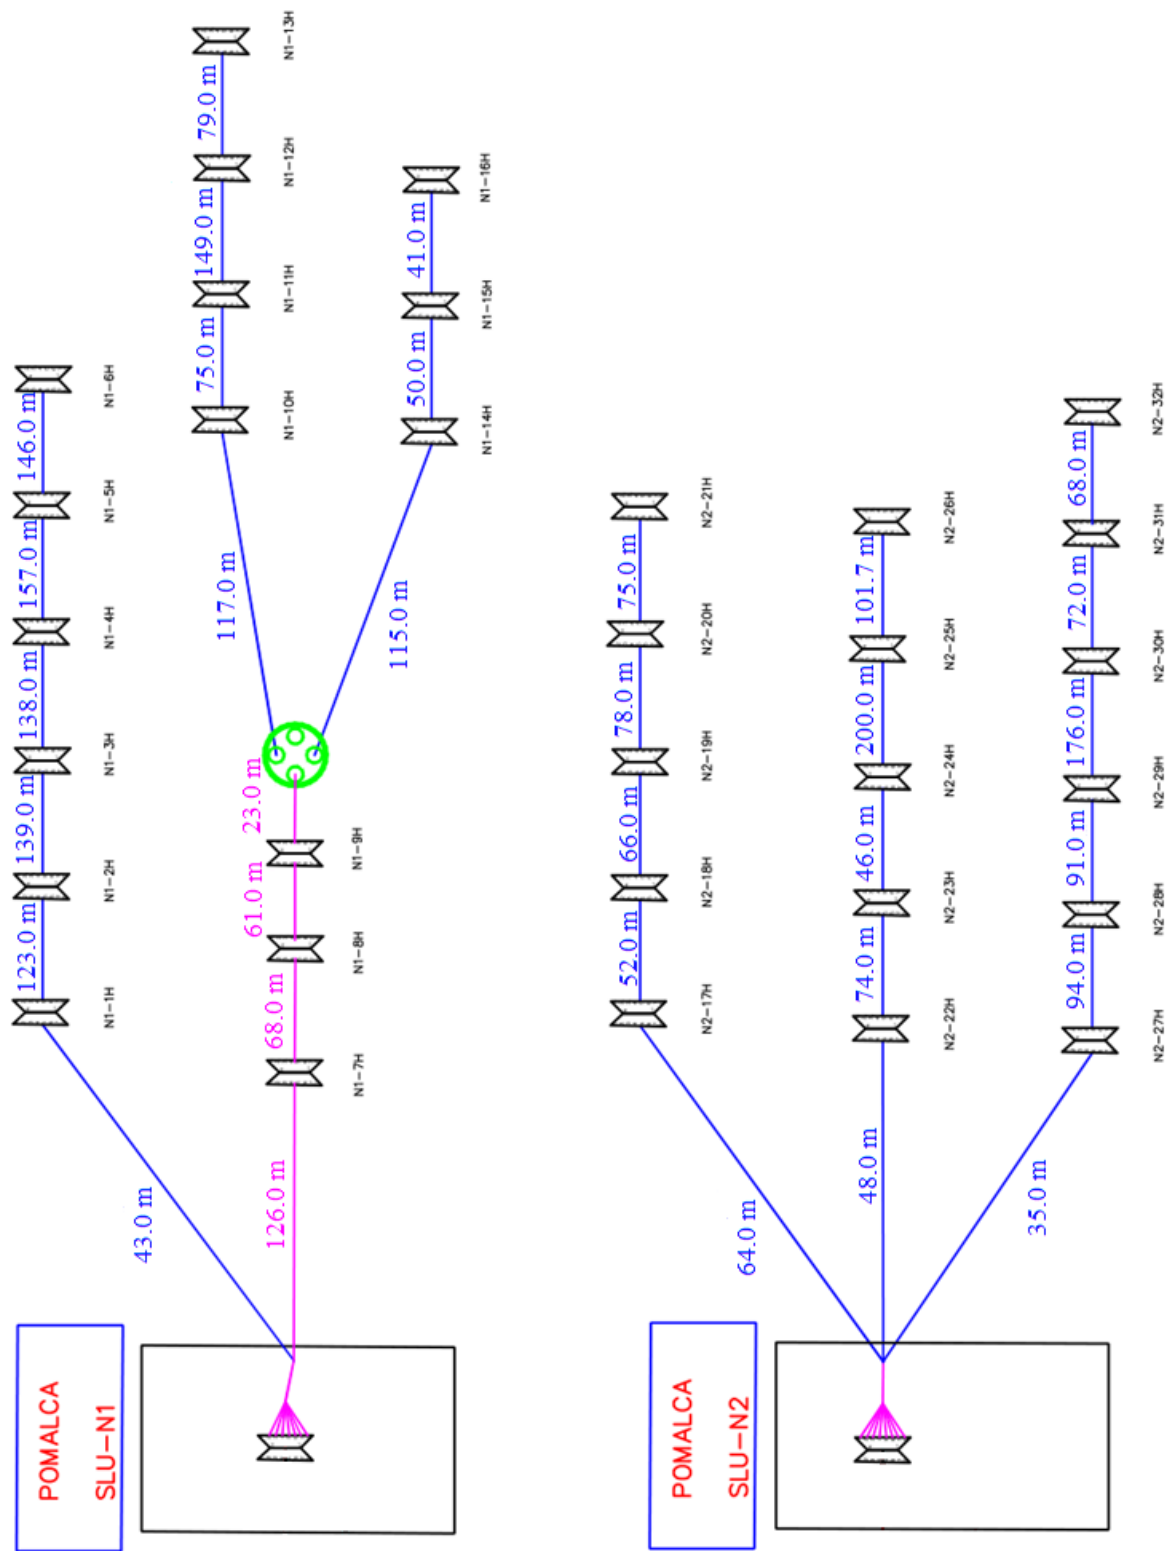 POMALCA
SLU-N1
43.0 m
N1-1H
123.0 m
N1-2H
139.0 m
N1-3H
138.0 m
N1-4H
157.0 m
N1-5H
146.0 m
N1-6H
126.0 m
N1-7H
68.0 m
N1-8H
61.0 m
N1-9H
23.0 m
117.0 m
N1-10H
75.0 m
N1-11H
149.0 m
N1-12H
79.0 m
N1-13H
115.0 m
N1-14H
50.0 m
N1-15H
41.0 m
N1-16H
POMALCA
SLU-N2
64.0 m
N2-17H
52.0 m
N2-18H
66.0 m
N2-19H
78.0 m
N2-20H
75.0 m
N2-21H
48.0 m
N2-22H
74.0 m
N2-23H
46.0 m
N2-24H
200.0 m
N2-25H
101.7 m
N2-26H
35.0 m
N2-27H
94.0 m
N2-28H
91.0 m
N2-29H
176.0 m
N2-30H
72.0 m
N2-31H
68.0 m
N2-32H